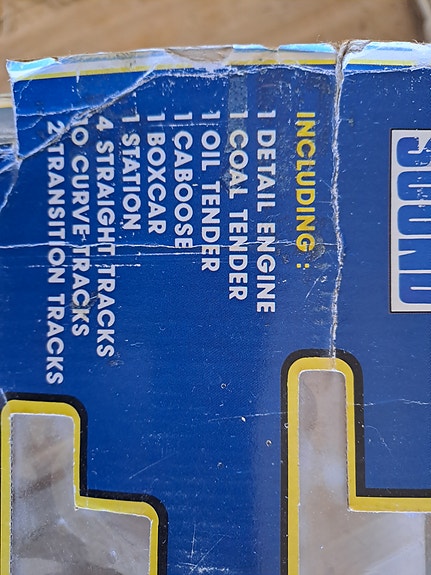 SOUND
INCLUDING :
1 DETAIL ENGINE
1 COAL TENDER
1 OIL TENDER
1 CABOOSE
1 BOXCAR
1 STATION
4 STRAIGHT TRACKS
10 CURVE TRACKS
2 TRANSITION TRACKS